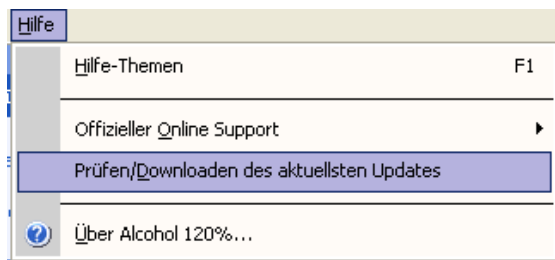 Hilfe
Hilfe-Themen F1
Offizieller Online Support
Prüfen/Downloaden des aktuellsten Updates
Über Alcohol 120%...